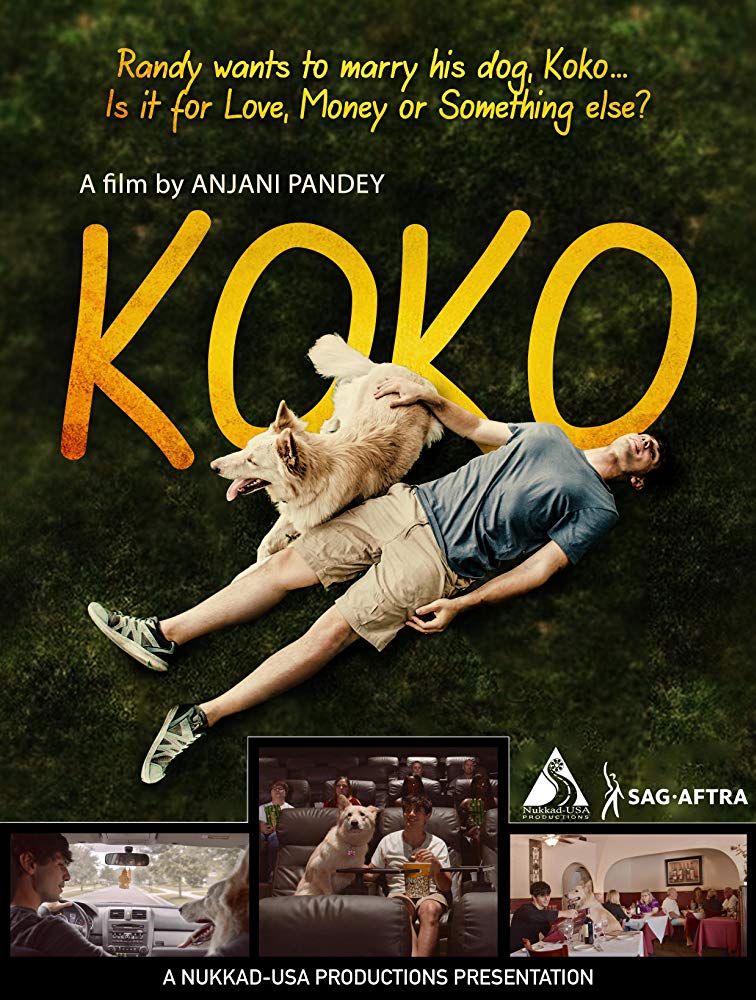 Randy wants to marry his dog, Koko...
Is it for Love, Money or Something else?
A film by ANJANI PANDEY
KOKO
Nukkad-USA
PRODUCTIONS
SAG·AFTRA
A NUKKAD-USA PRODUCTIONS PRESENTATION